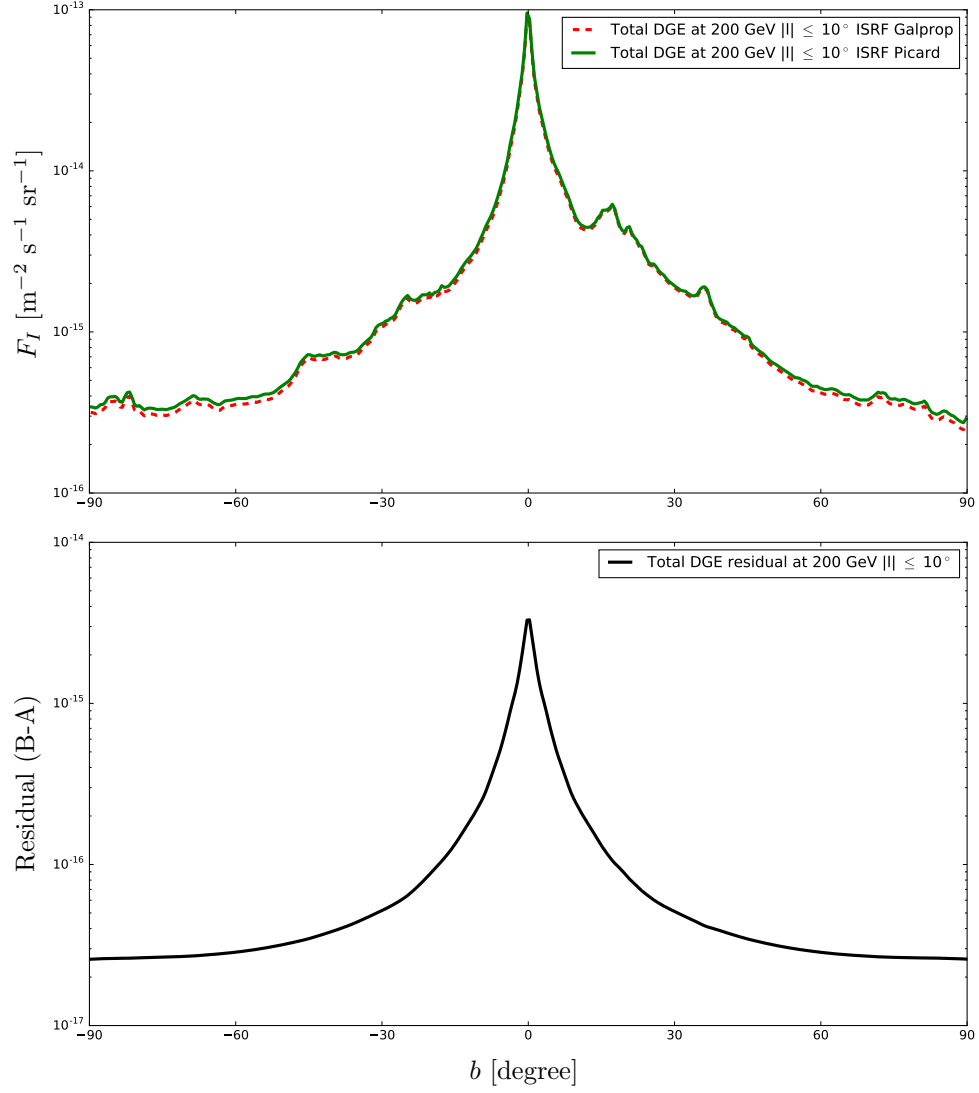 10⁻¹³
Total DGE at 200 GeV |l| ≤ 10° ISRF Galprop
Total DGE at 200 GeV |l| ≤ 10° ISRF Picard
10⁻¹⁴
10⁻¹⁵
10⁻¹⁶
F_I [m⁻² s⁻¹ sr⁻¹]
−90 −60 −30 0 30 60 90
10⁻¹⁴
Total DGE residual at 200 GeV |l| ≤ 10°
10⁻¹⁵
10⁻¹⁶
10⁻¹⁷
Residual (B-A)
−90 −60 −30 0 30 60 90
b [degree]